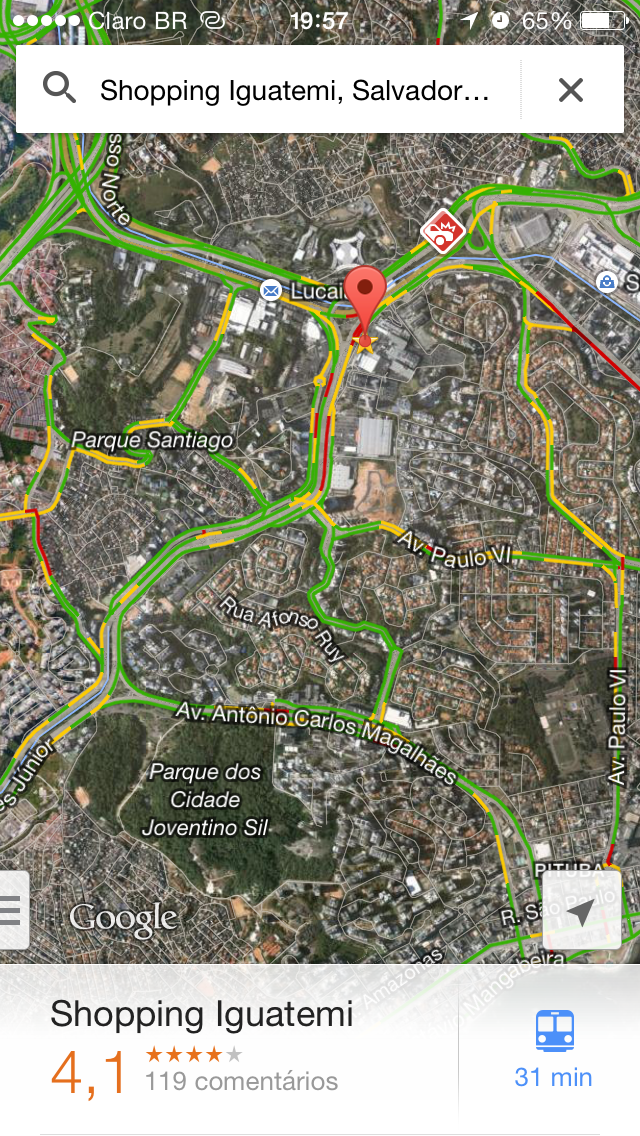 Claro BR 19:57 65%
Shopping Iguatemi, Salvador…
sso Norte
Lucai
S
Parque Santiago
Av. Paulo VI
Rua Afonso Ruy
Av. Paulo VI
Av. Antônio Carlos Magalhães
es Júnior
Parque dos
Cidade
Joventino Sil
PITUBA
R. São Paulo
Google
Amazonas
Mangabeira
Shopping Iguatemi
4,1
119 comentários
31 min